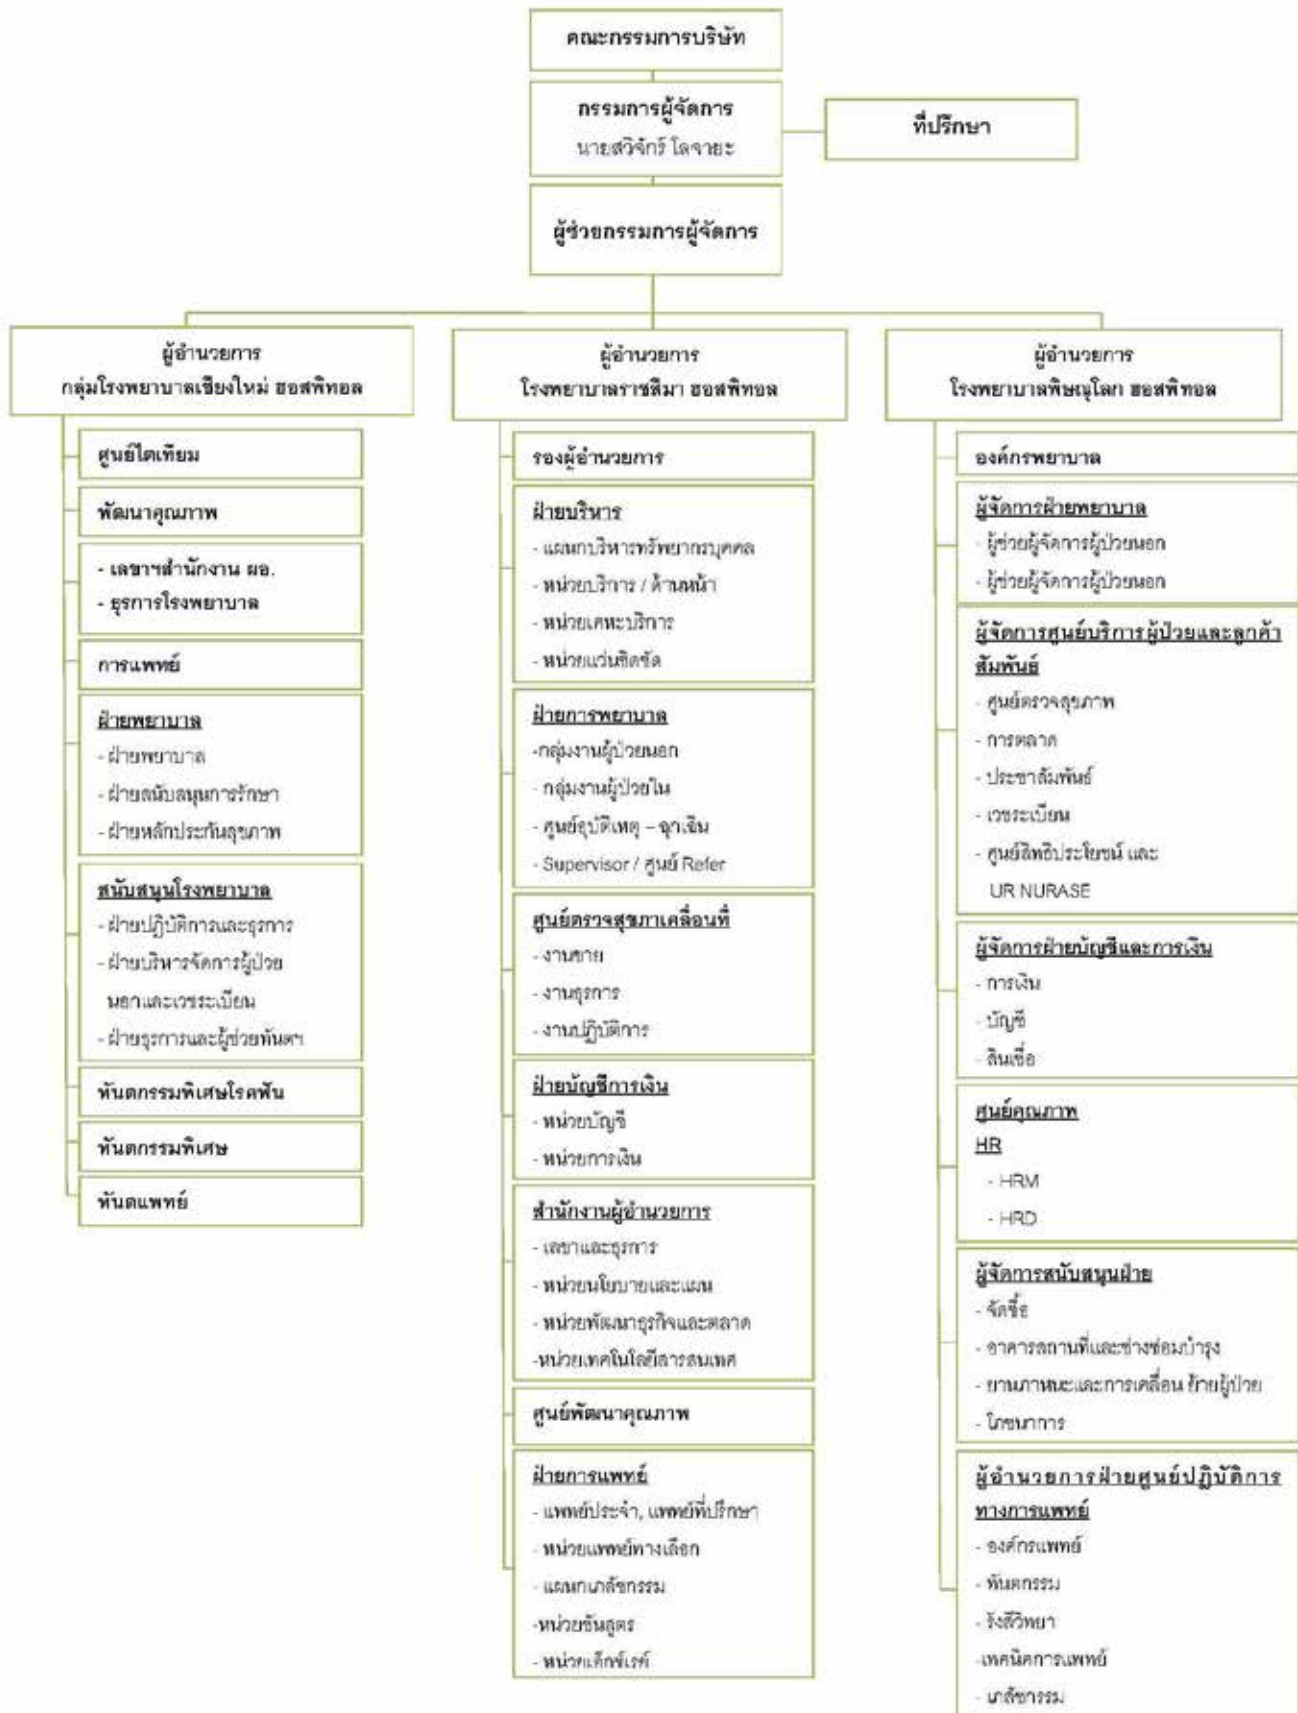 คณะกรรมการบริษัท
กรรมการผู้จัดการ
นายสวิจักร์ โลจายะ
ที่ปรึกษา
ผู้ช่วยกรรมการผู้จัดการ
ผู้อำนวยการ
กลุ่มโรงพยาบาลเชียงใหม่ ฮอสพิทอล
ศูนย์ไตเทียม
พัฒนาคุณภาพ
- เลขาฯสำนักงาน ผอ.
- ธุรการโรงพยาบาล
การแพทย์
ฝ่ายพยาบาล
- ฝ่ายพยาบาล
- ฝ่ายสนับสนุนการรักษา
- ฝ่ายหลักประกันสุขภาพ
สนับสนุนโรงพยาบาล
- ฝ่ายปฏิบัติการและธุรการ
- ฝ่ายบริหารจัดการผู้ป่วย
นอกและเวชระเบียน
- ฝ่ายธุรการและผู้ช่วยทันตฯ
ทันตกรรมพิเศษโรคฟัน
ทันตกรรมพิเศษ
ทันตแพทย์
ผู้อำนวยการ
โรงพยาบาลราชสีมา ฮอสพิทอล
รองผู้อำนวยการ
ฝ่ายบริหาร
- แผนกบริหารทรัพยากรบุคคล
- หน่วยบริการ / ด้านหน้า
- หน่วยเคหะบริการ
- หน่วยแว่นชิดชัด
ฝ่ายการพยาบาล
-กลุ่มงานผู้ป่วยนอก
- กลุ่มงานผู้ป่วยใน
- ศูนย์อุบัติเหตุ – ฉุกเฉิน
- Supervisor / ศูนย์ Refer
ศูนย์ตรวจสุขภาเคลื่อนที่
- งานขาย
- งานธุรการ
- งานปฏิบัติการ
ฝ่ายบัญชีการเงิน
- หน่วยบัญชี
- หน่วยการเงิน
สำนักงานผู้อำนวยการ
- เลขาและธุรการ
- หน่วยนโยบายและแผน
- หน่วยพัฒนาธุรกิจและตลาด
-หน่วยเทคโนโลยีสารสนเทศ
ศูนย์พัฒนาคุณภาพ
ฝ่ายการแพทย์
- แพทย์ประจำ, แพทย์ที่ปรึกษา
- หน่วยแพทย์ทางเลือก
- แผนกเภสัชกรรม
-หน่วยชันสูตร
- หน่วยเอ็กซ์เรย์
ผู้อำนวยการ
โรงพยาบาลพิษณุโลก ฮอสพิทอล
องค์กรพยาบาล
ผู้จัดการฝ่ายพยาบาล
- ผู้ช่วยผู้จัดการผู้ป่วยนอก
- ผู้ช่วยผู้จัดการผู้ป่วยนอก
ผู้จัดการศูนย์บริการผู้ป่วยและลูกค้า
สัมพันธ์
- ศูนย์ตรวจสุขภาพ
- การตลาด
- ประชาสัมพันธ์
- เวชระเบียน
- ศูนย์สิทธิประโยชน์ และ
UR NURASE
ผู้จัดการฝ่ายบัญชีและการเงิน
- การเงิน
- บัญชี
- สินเชื่อ
ศูนย์คุณภาพ
HR
- HRM
- HRD
ผู้จัดการสนับสนุนฝ่าย
- จัดซื้อ
- อาคารสถานที่และช่างซ่อมบำรุง
- ยานภาหนะและการเคลื่อน ย้ายผู้ป่วย
- โภชนาการ
ผู้อำนวยการฝ่ายศูนย์ปฏิบัติการ
ทางการแพทย์
- องค์กรแพทย์
- ทันตกรรม
- รังสีวิทยา
-เทคนิคการแพทย์
- เภสัชกรรม